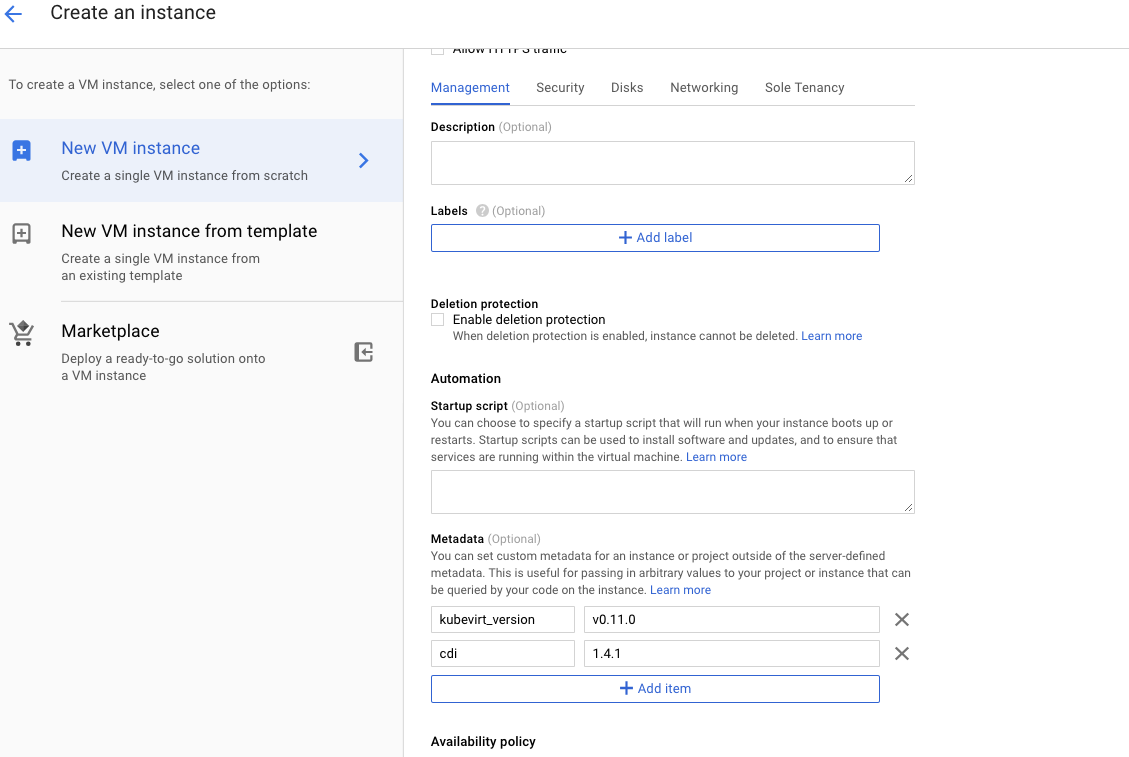 Create an instance
To create a VM instance, select one of the options:
New VM instance
Create a single VM instance from scratch
New VM instance from template
Create a single VM instance from
an existing template
Marketplace
Deploy a ready-to-go solution onto
a VM instance
Allow HTTPS traffic
Management Security Disks Networking Sole Tenancy
Description (Optional)
Labels ? (Optional)
+ Add label
Deletion protection
Enable deletion protection
When deletion protection is enabled, instance cannot be deleted. Learn more
Automation
Startup script (Optional)
You can choose to specify a startup script that will run when your instance boots up or
restarts. Startup scripts can be used to install software and updates, and to ensure that
services are running within the virtual machine. Learn more
Metadata (Optional)
You can set custom metadata for an instance or project outside of the server-defined
metadata. This is useful for passing in arbitrary values to your project or instance that can
be queried by your code on the instance. Learn more
kubevirt_version v0.11.0
cdi 1.4.1
+ Add item
Availability policy